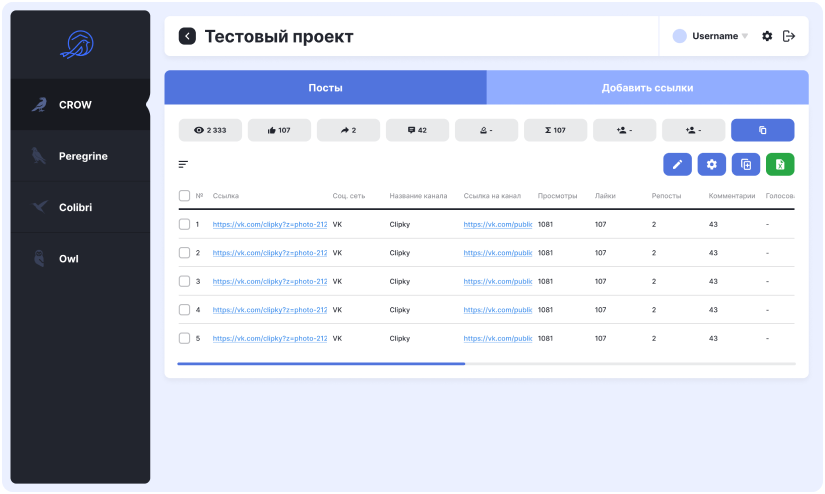 Тестовый проект
Username
CROW
Peregrine
Colibri
Owl
Посты
Добавить ссылки
2 333
107
2
42
-
Σ 107
-
-
№ Ссылка Соц. сеть Название канала Ссылка на канал Просмотры Лайки Репосты Комментарии
1 https://vk.com/clipky?z=photo-212 VK Clipky https://vk.com/public 1081 107 2 43 -
2 https://vk.com/clipky?z=photo-212 VK Clipky https://vk.com/public 1081 107 2 43 -
3 https://vk.com/clipky?z=photo-212 VK Clipky https://vk.com/public 1081 107 2 43 -
4 https://vk.com/clipky?z=photo-212 VK Clipky https://vk.com/public 1081 107 2 43 -
5 https://vk.com/clipky?z=photo-212 VK Clipky https://vk.com/public 1081 107 2 43 -